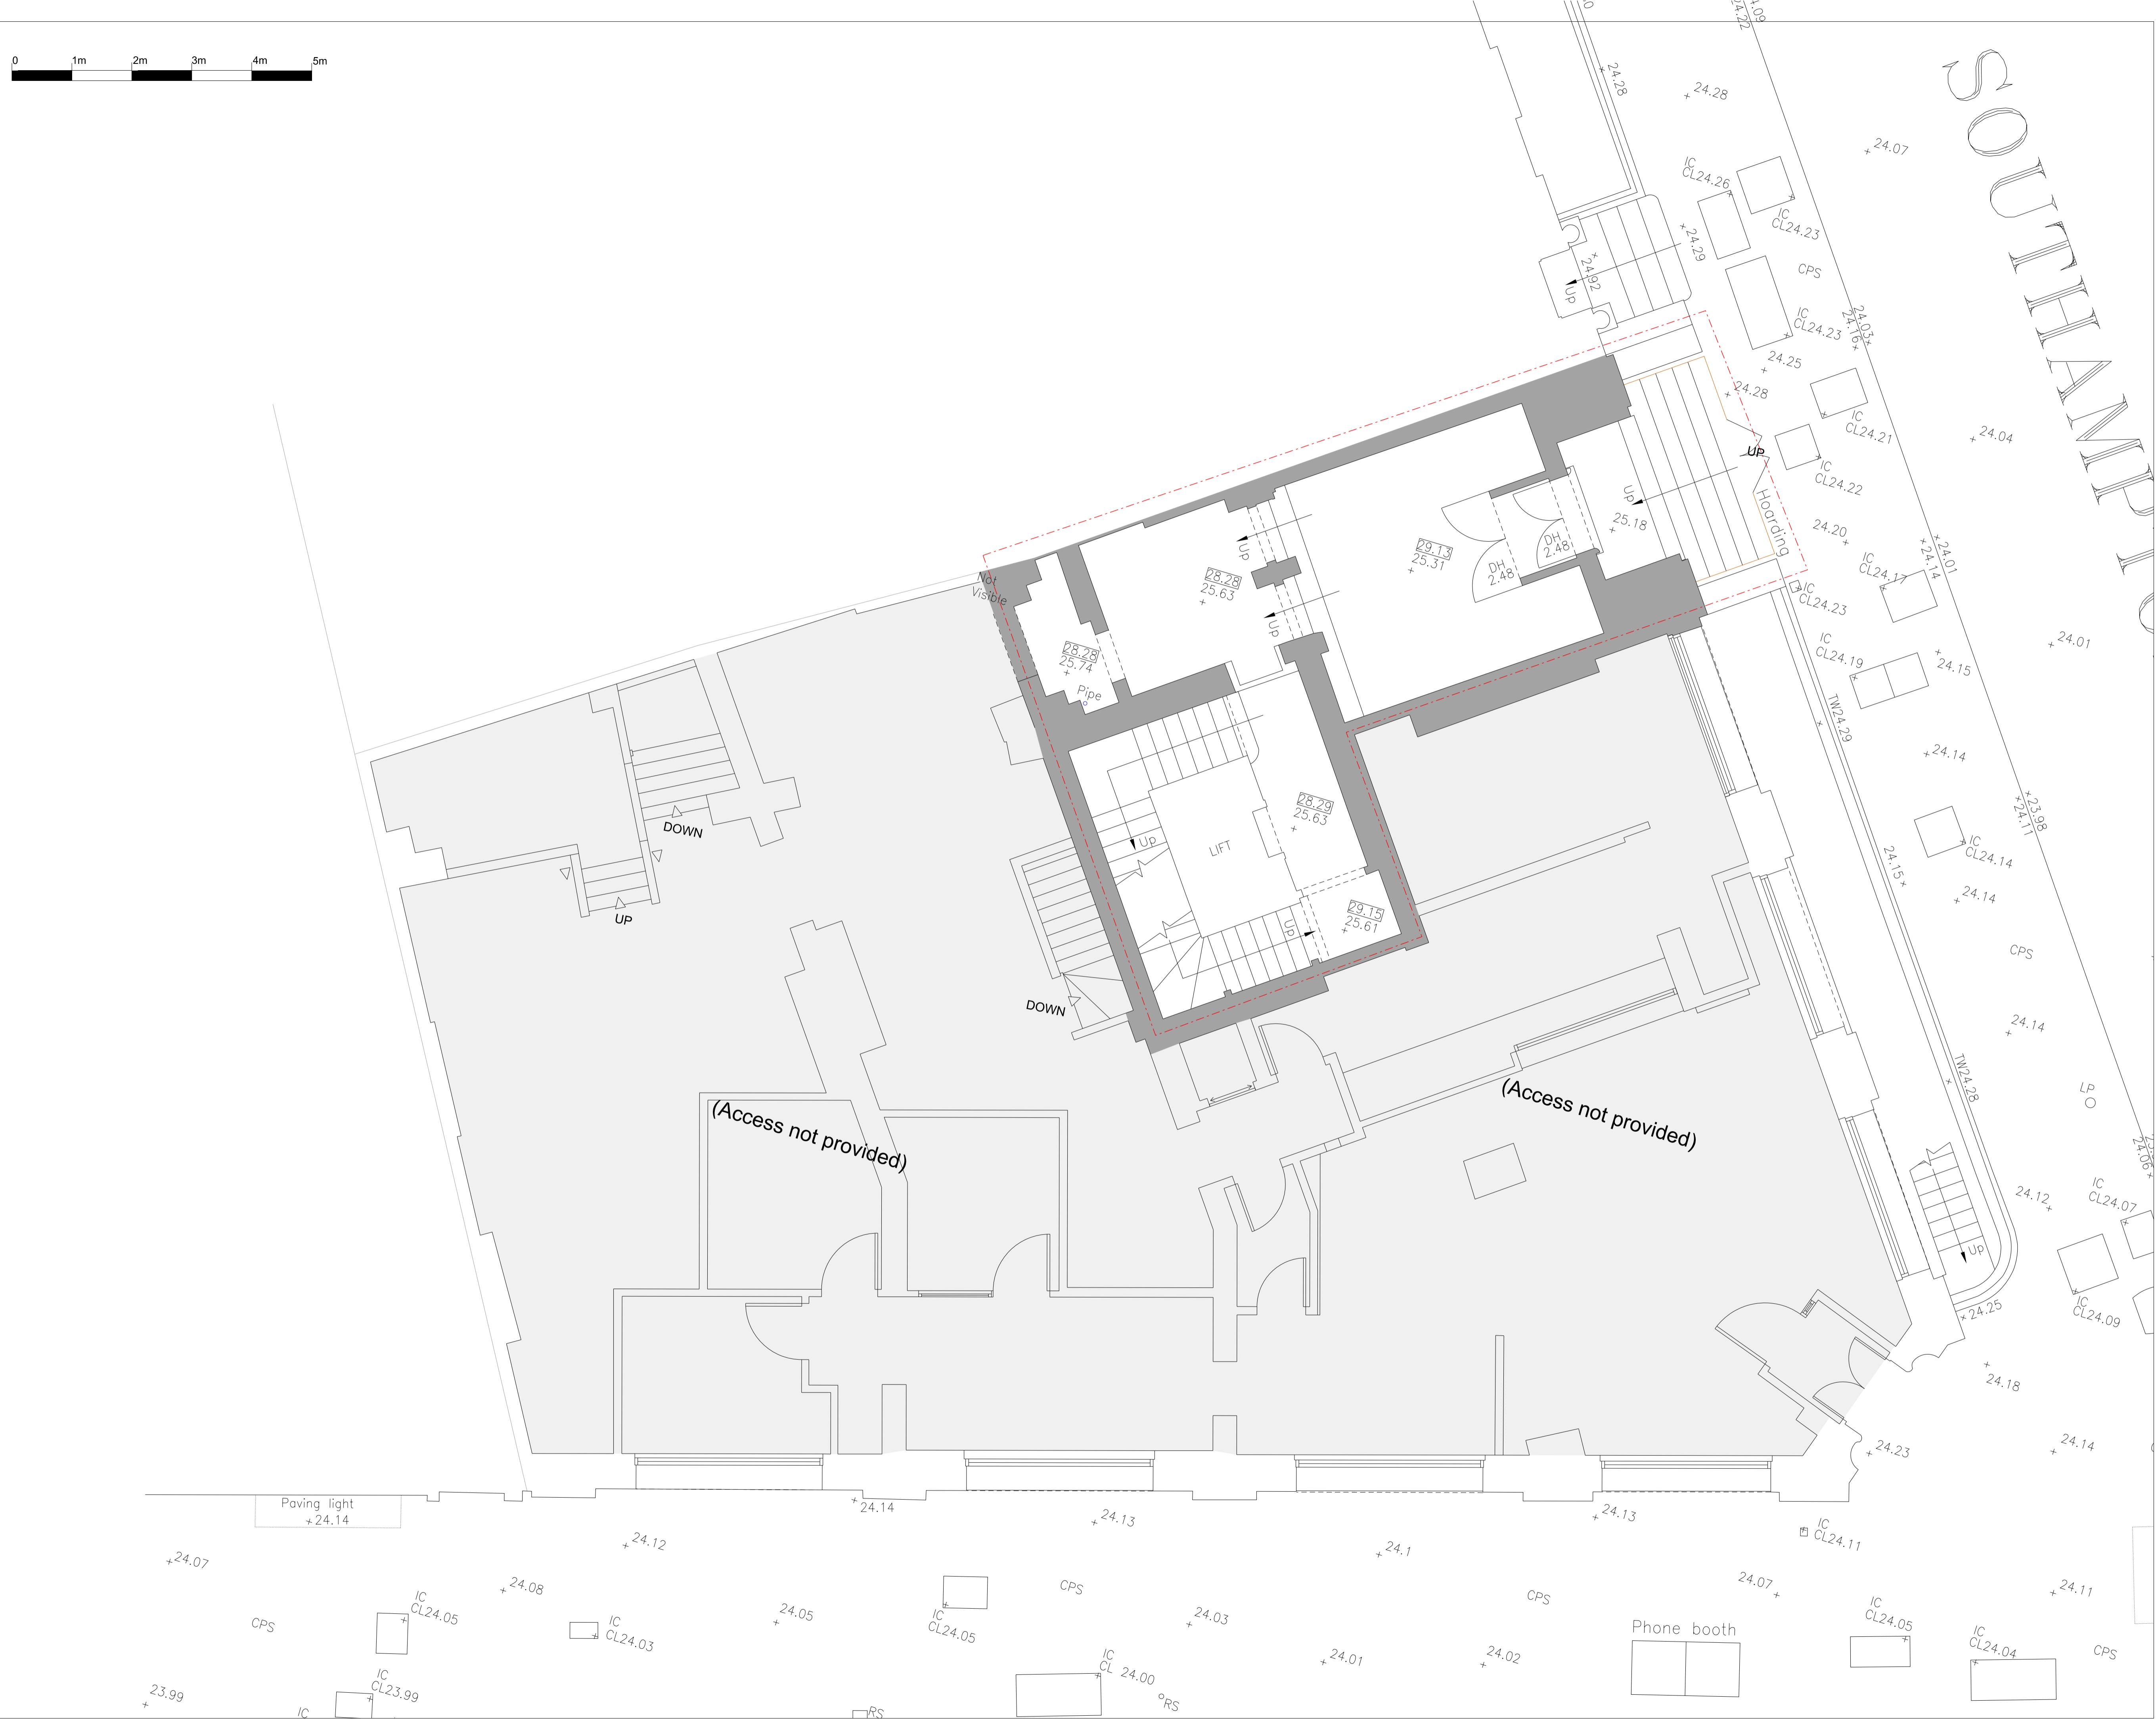 0 1m 2m 3m 4m 5m
24.09
24.22
24.28
24.28
SOUTHAMPTO
24.07
IC
CL24.26
IC
CL24.23
24.29
24.92
Up
CPS
IC
CL24.23
24.03
24.16
24.25
24.28
IC
CL24.21
24.04
UP
IC
CL24.22
Up
Hoarding
25.18
24.20
24.01
24.14
DH
2.48
DH
2.48
29.13
25.31
Up
Up
28.28
25.63
Not
Visible
28.28
25.74
Pipe
IC
CL24.17
IC
CL24.23
IC
CL24.19
24.15
24.01
TW24.29
24.14
28.29
25.63
LIFT
Up
Up
29.15
25.61
DOWN
UP
DOWN
23.98
24.11
IC
CL24.14
24.15
24.14
CPS
24.14
TW24.28
LP
(Access not provided)
(Access not provided)
24.06
24.12
IC
CL24.07
Up
IC
CL24.09
24.25
24.18
24.23
24.14
Paving light
24.14
24.14
24.13
24.13
24.12
24.1
IC
CL24.11
24.07
24.08
24.05
24.03
24.07
24.11
CPS
CPS
CPS
IC
CL24.05
IC
CL24.03
IC
CL24.05
24.01
24.02
Phone booth
IC
CL24.05
IC
CL24.04
CPS
IC
CL 24.00
RS
IC
CL23.99
23.99
IC
RS